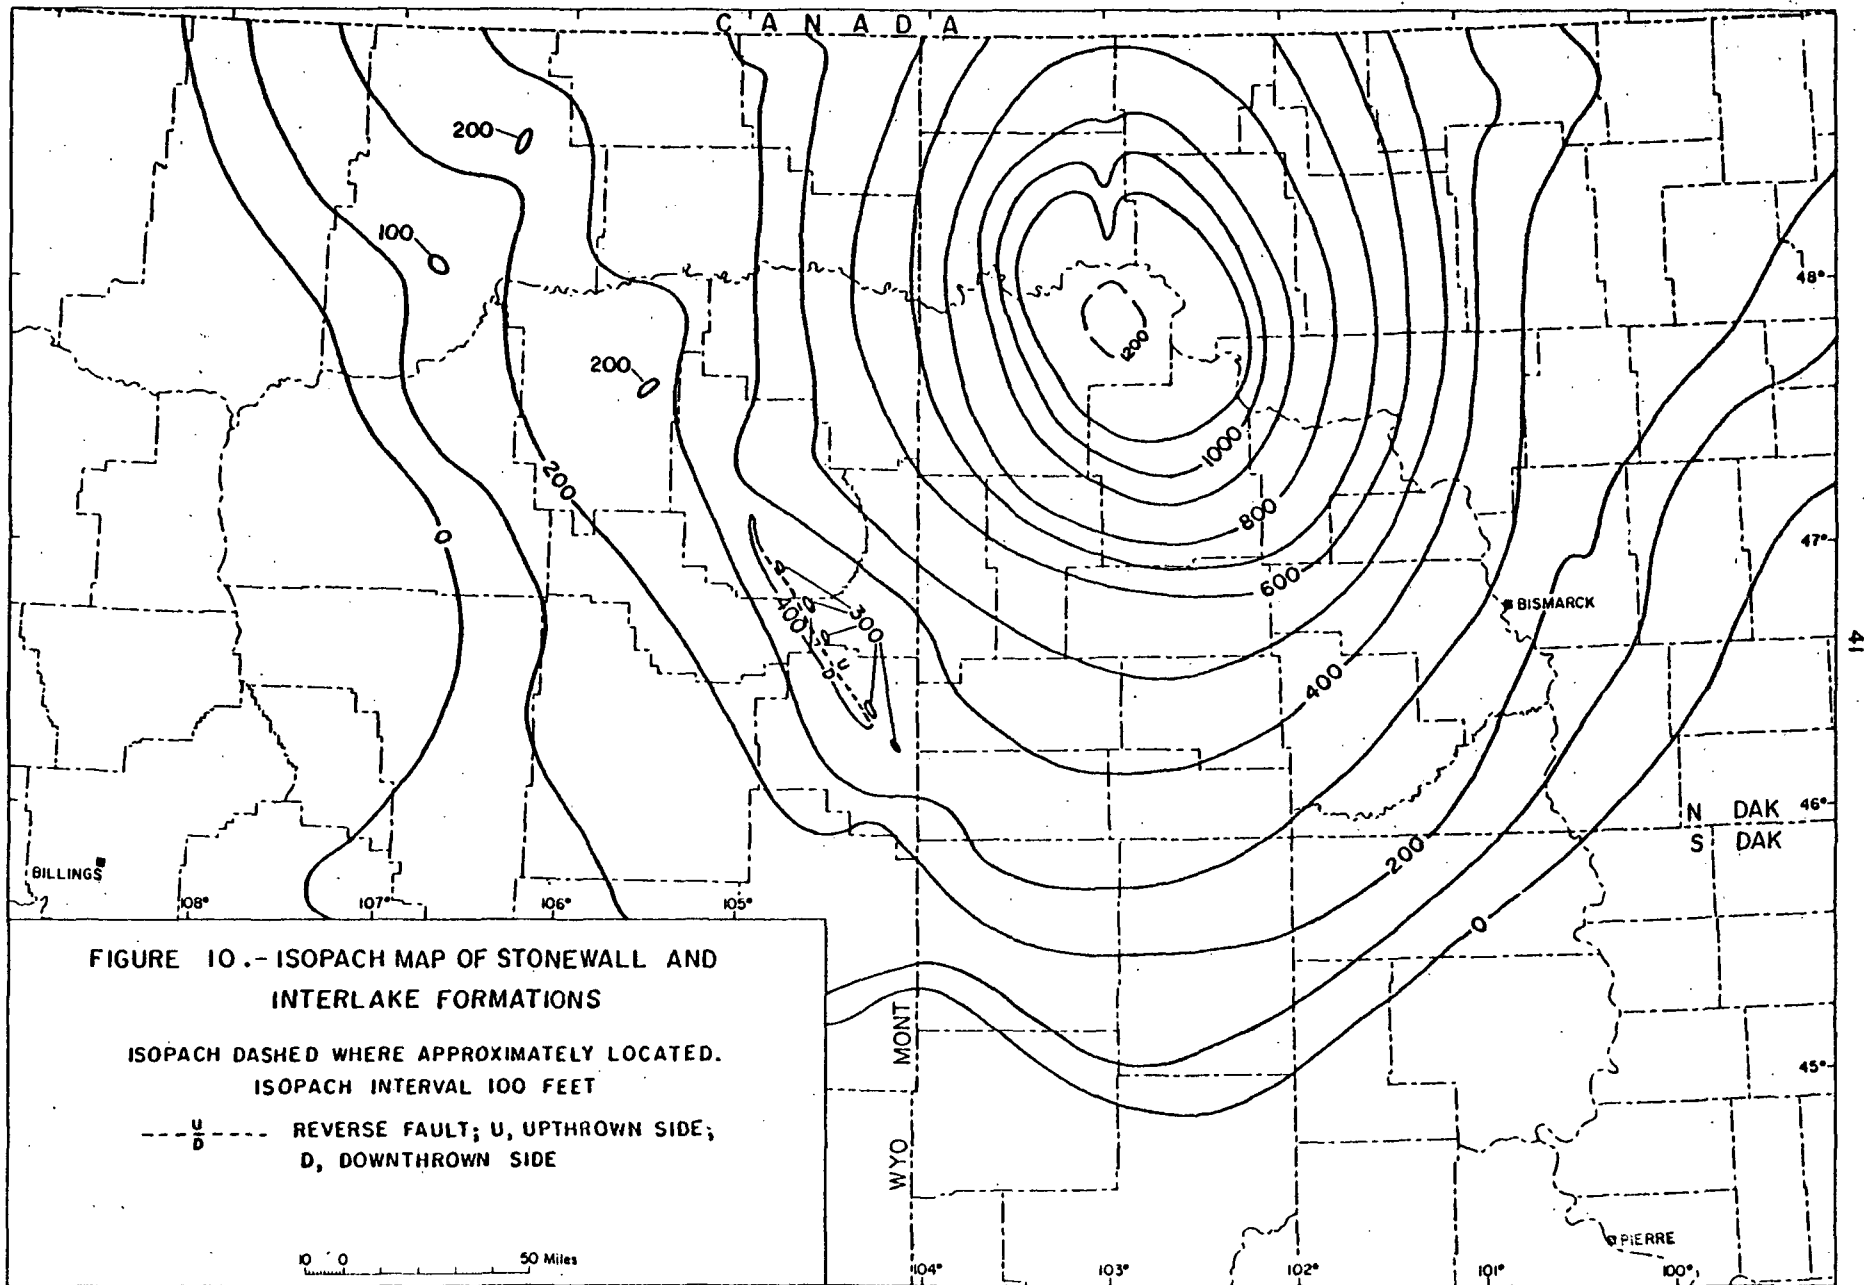 C A N A D A
200
100
200
1200
48°
1000
200
0
800
47°
600
BISMARCK
400
300
U
D
400
41
N DAK 46°
S DAK
200
BILLINGS
0
108° 107° 106° 105°
FIGURE 10.- ISOPACH MAP OF STONEWALL AND
INTERLAKE FORMATIONS
ISOPACH DASHED WHERE APPROXIMATELY LOCATED.
ISOPACH INTERVAL 100 FEET
U
D
REVERSE FAULT; U, UPTHROWN SIDE;
D, DOWNTHROWN SIDE
MONT
WYO
45°
PIERRE
10 0 50 Miles
104° 103° 102° 101° 100°